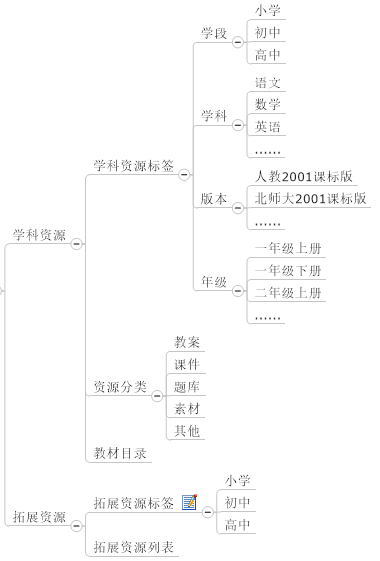 学科资源
学科资源标签
学段
小学
初中
高中
学科
语文
数学
英语
......
版本
人教2001课标版
北师大2001课标版
......
年级
一年级上册
一年级下册
二年级上册
......
资源分类
教案
课件
题库
素材
其他
教材目录
拓展资源
拓展资源标签
小学
初中
高中
拓展资源列表